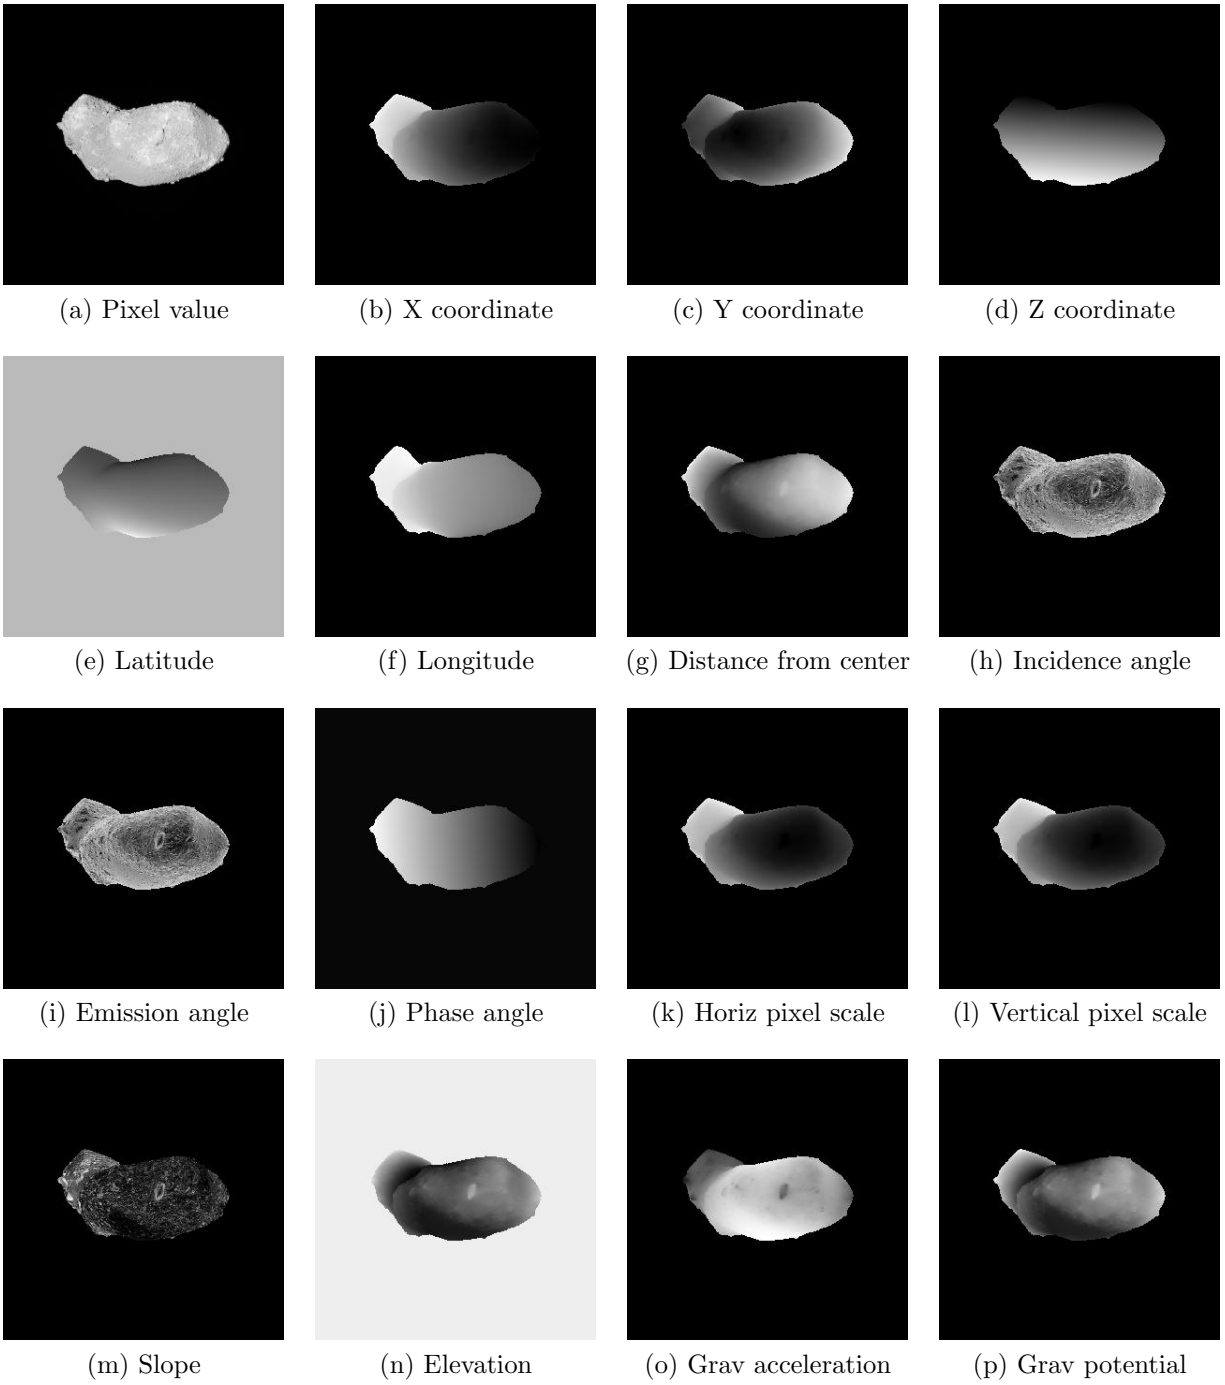 (a) Pixel value
(b) X coordinate
(c) Y coordinate
(d) Z coordinate
(e) Latitude
(f) Longitude
(g) Distance from center
(h) Incidence angle
(i) Emission angle
(j) Phase angle
(k) Horiz pixel scale
(l) Vertical pixel scale
(m) Slope
(n) Elevation
(o) Grav acceleration
(p) Grav potential